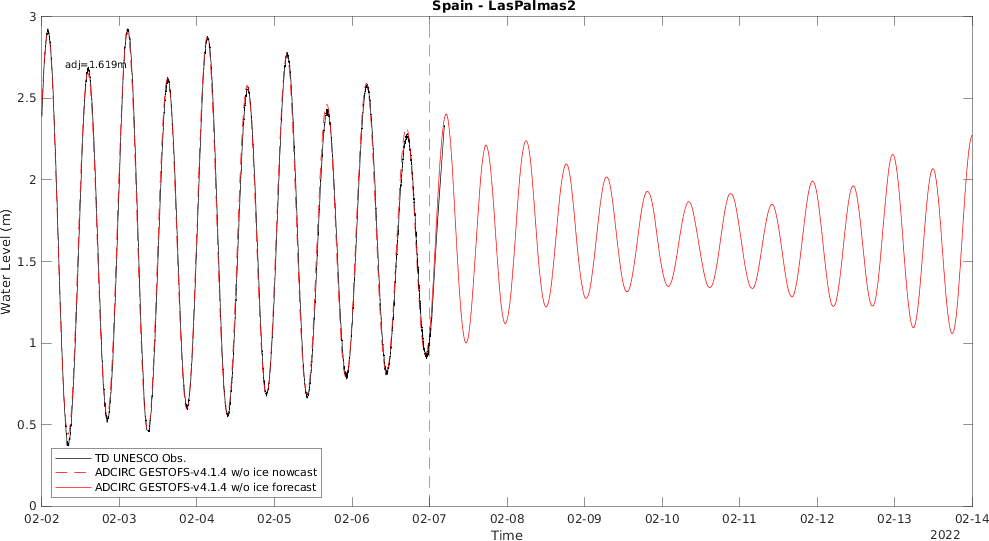 Spain - LasPalmas2
adj=1.619m
Water Level (m)
3
2.5
2
1.5
1
0.5
0
TD UNESCO Obs.
ADCIRC GESTOFS-v4.1.4 w/o ice nowcast
ADCIRC GESTOFS-v4.1.4 w/o ice forecast
02-02 02-03 02-04 02-05 02-06 02-07 02-08 02-09 02-10 02-11 02-12 02-13 02-14
Time
2022